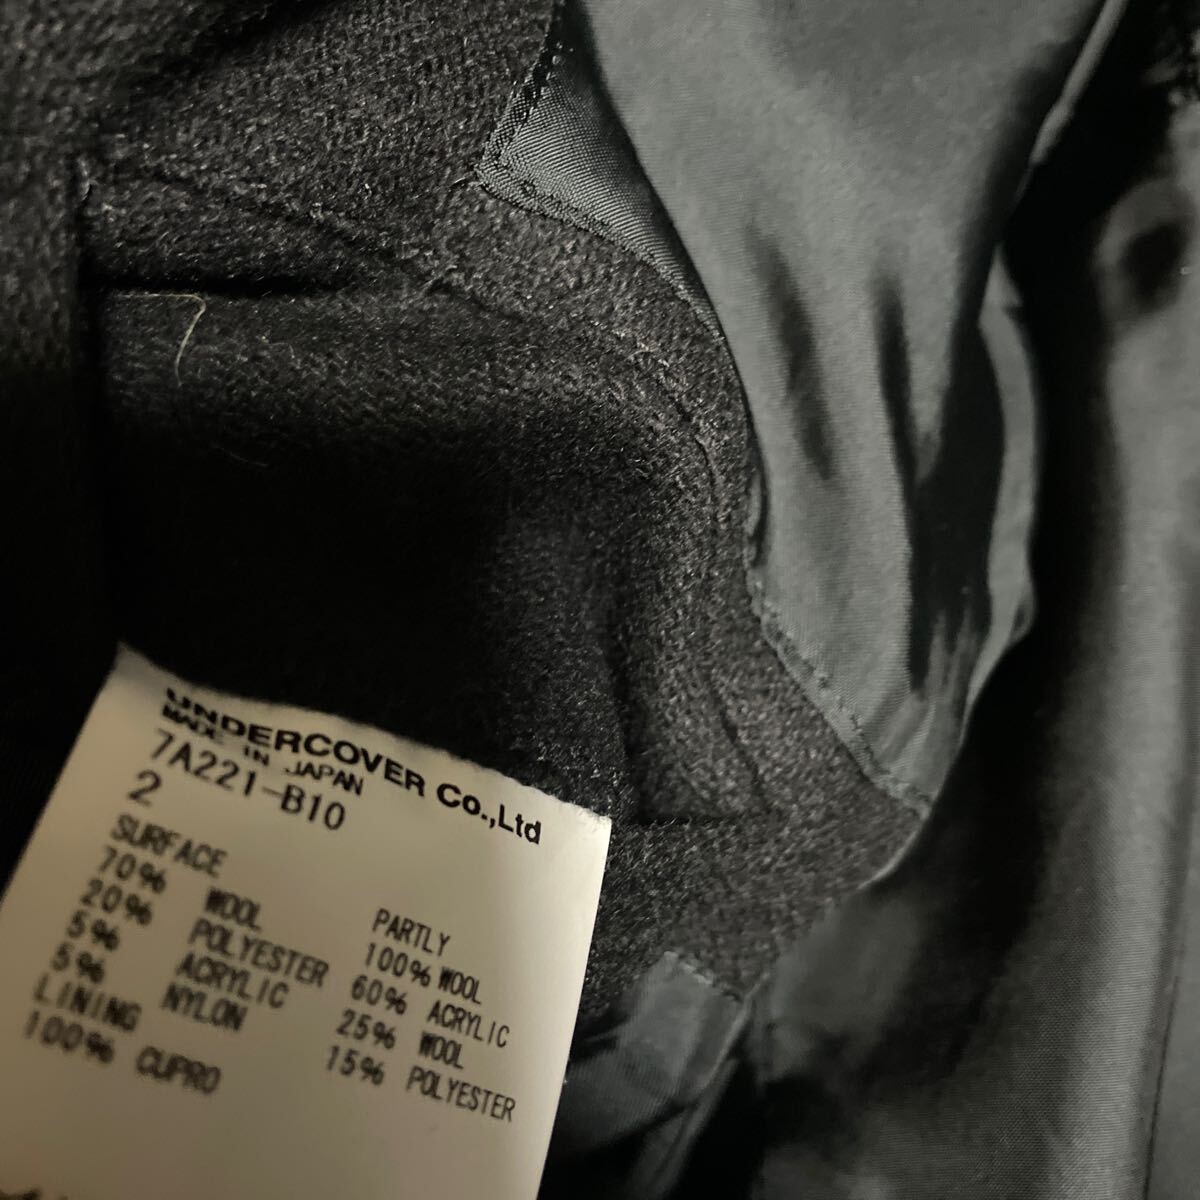 UNDERCOVER Co.,Ltd
MADE IN JAPAN
7A221-B10
2
SURFACE
70% WOOL
20% POLYESTER
5% ACRYLIC
5% NYLON
LINING
100% CUPRO
PARTLY
100% WOOL
60% ACRYLIC
25% WOOL
15% POLYESTER